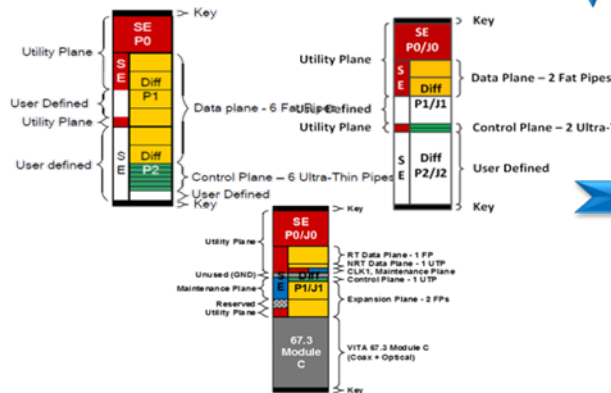 Key
SE
P0
Utility Plane
S
E
Diff
P1
User Defined
Data plane - 6 Fat Pipes
Utility Plane
User defined
S
E
Diff
P2
Control Plane – 6 Ultra-Thin Pipes
User Defined
Key
Key
SE
P0/J0
Utility Plane
S
E
Diff
Data Plane – 2 Fat Pipes
P1/J1
Defined
Utility Plane
Control Plane – 2 Ultra-
S
E
Diff
P2/J2
User Defined
Key
Key
SE
P0/J0
Utility Plane
RT Data Plane - 1 FP
NRT Data Plane - 1 UTP
CLK1, Maintenance Plane
Unused (GND)
Diff
Control Plane - 1 UTP
Maintenance Plane
S
E
P1/J1
Expansion Plane - 2 FPs
Reserved
Utility Plane
67.3
Module
C
VITA 67.3 Module C
(Coax + Optical)
Key